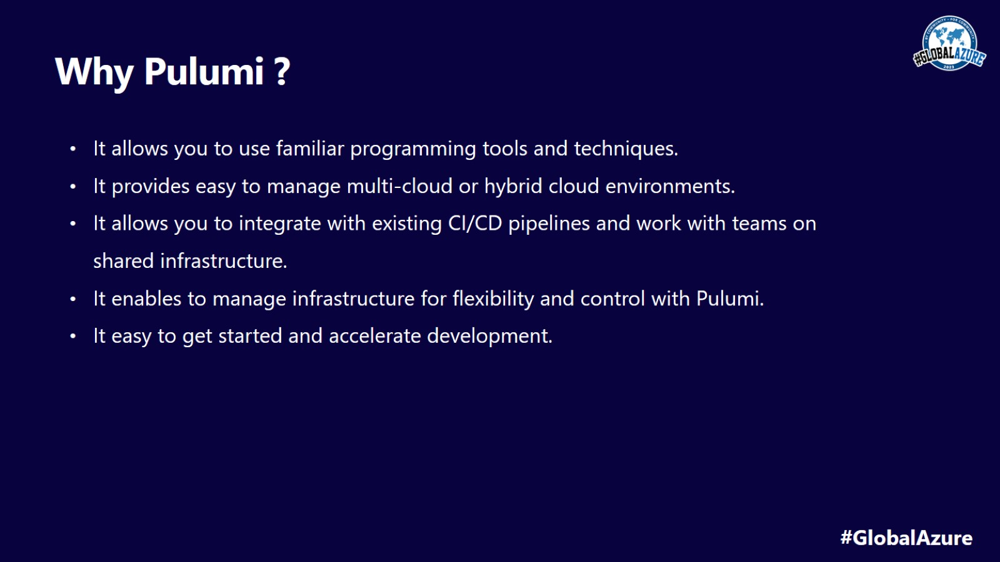 BY COMMUNITY • FOR COMMUNITY
#GLOBALAZURE
2023
Why Pulumi ?
• It allows you to use familiar programming tools and techniques.
• It provides easy to manage multi-cloud or hybrid cloud environments.
• It allows you to integrate with existing CI/CD pipelines and work with teams on
shared infrastructure.
• It enables to manage infrastructure for flexibility and control with Pulumi.
• It easy to get started and accelerate development.
#GlobalAzure